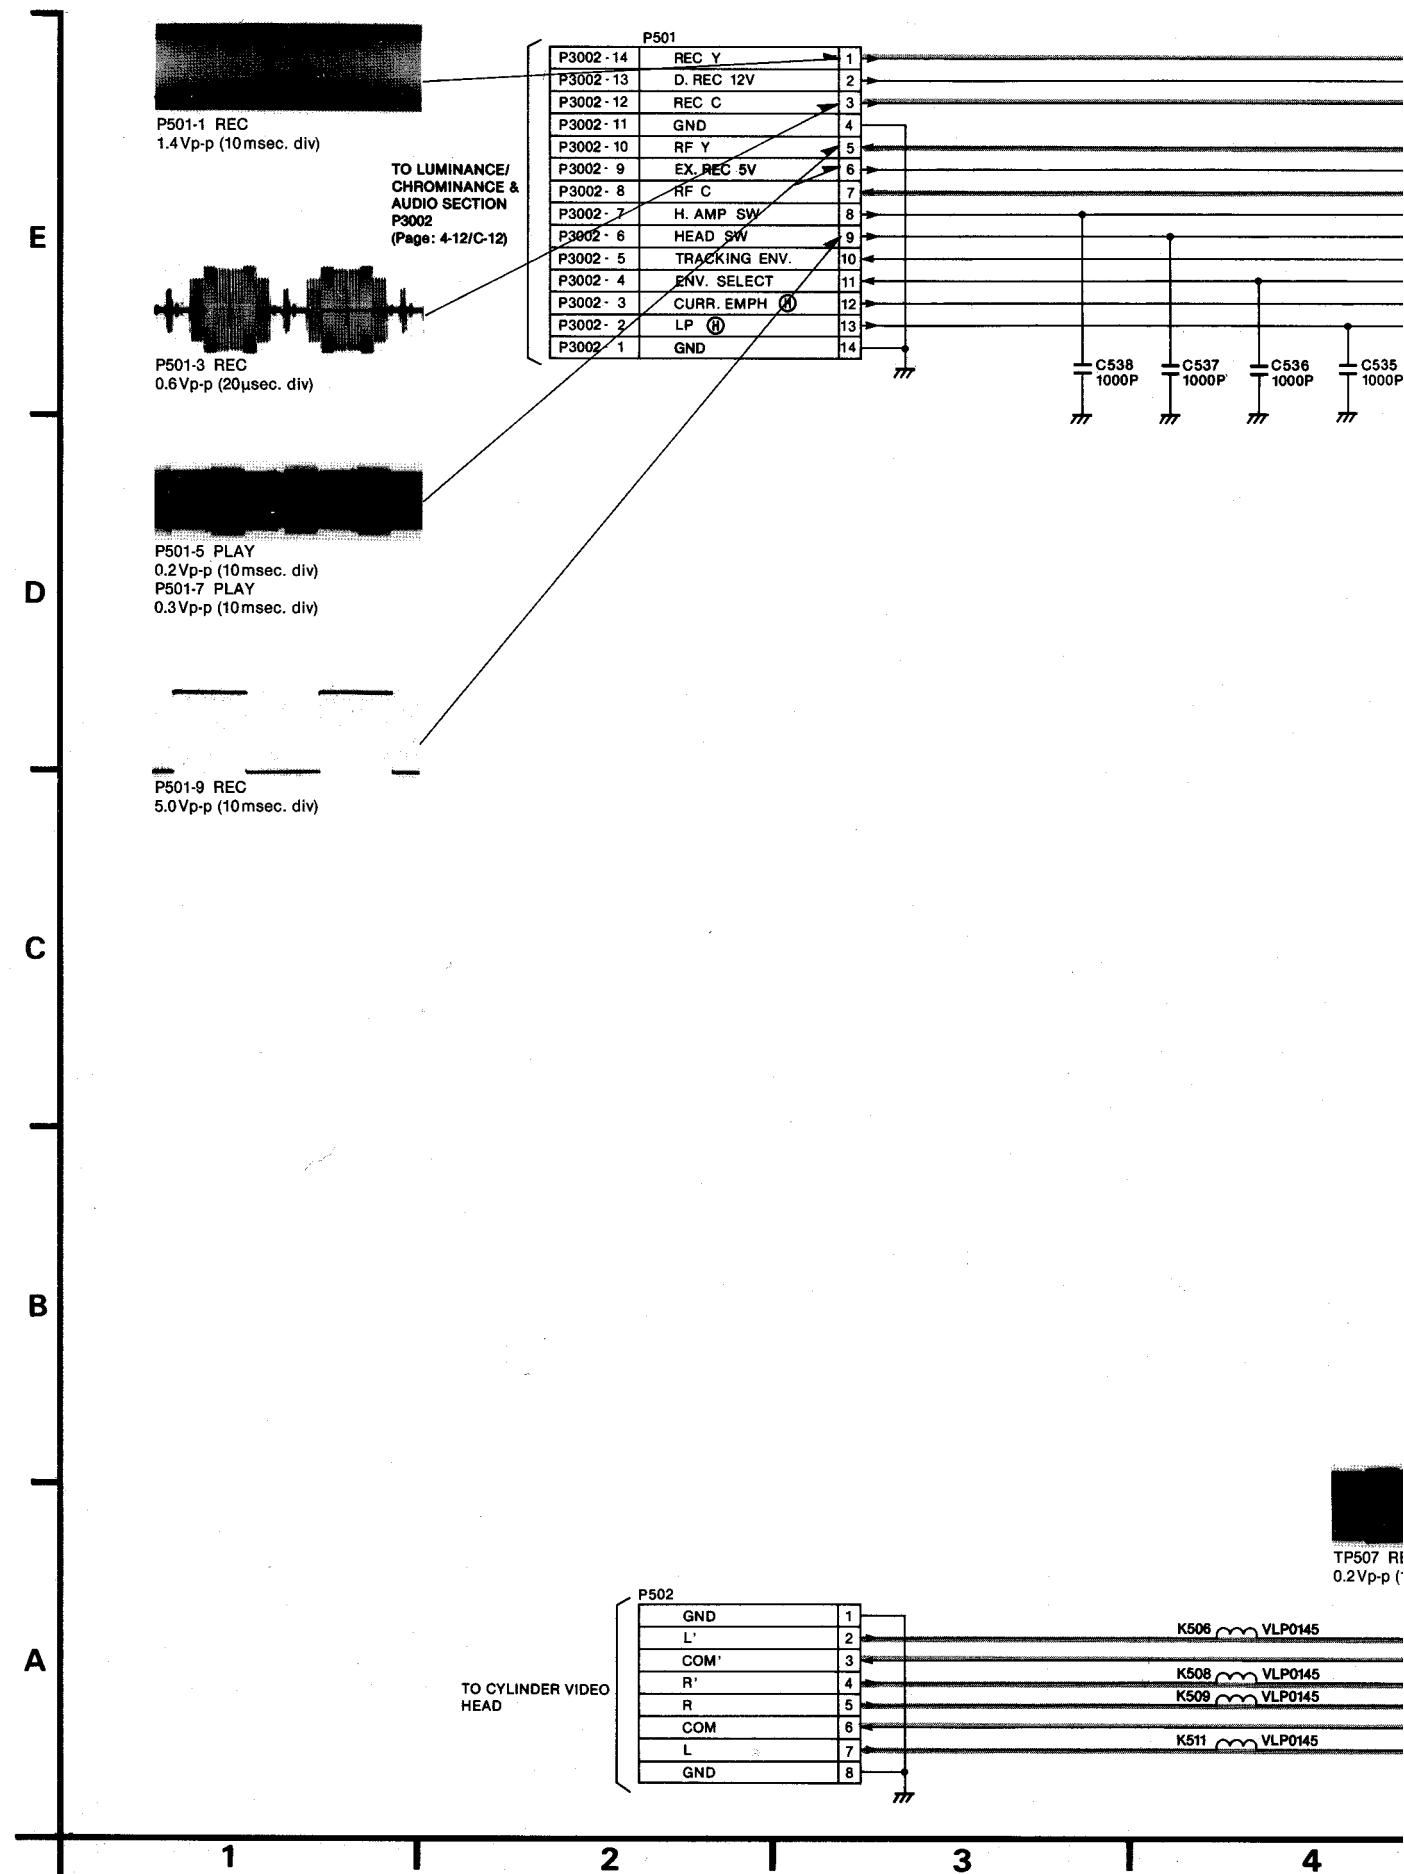 P501
P3002-14 REC Y 1
P3002-13 D. REC 12V 2
P3002-12 REC C 3
P3002-11 GND 4
P3002-10 RF Y 5
P3002-9 EX. REC 5V 6
P3002-8 RF C 7
P3002-7 H. AMP SW 8
P3002-6 HEAD SW 9
P3002-5 TRACKING ENV. 10
P3002-4 ENV. SELECT 11
P3002-3 CURR. EMPH (H) 12
P3002-2 LP (H) 13
P3002-1 GND 14
P501-1 REC
1.4Vp-p (10msec. div)
TO LUMINANCE/
CHROMINANCE &
AUDIO SECTION
P3002
(Page: 4-12/C-12)
E
P501-3 REC
0.6Vp-p (20μsec. div)
C538
1000P
C537
1000P
C536
1000P
C535
1000P
P501-5 PLAY
0.2Vp-p (10msec. div)
P501-7 PLAY
0.3Vp-p (10msec. div)
D
P501-9 REC
5.0Vp-p (10msec. div)
C
B
TP507
0.2Vp-p
P502
GND 1
L' 2
COM' 3
R' 4
R 5
COM 6
L 7
GND 8
K506 VLP0145
K508 VLP0145
K509 VLP0145
K511 VLP0145
A
TO CYLINDER VIDEO
HEAD
1 2 3 4